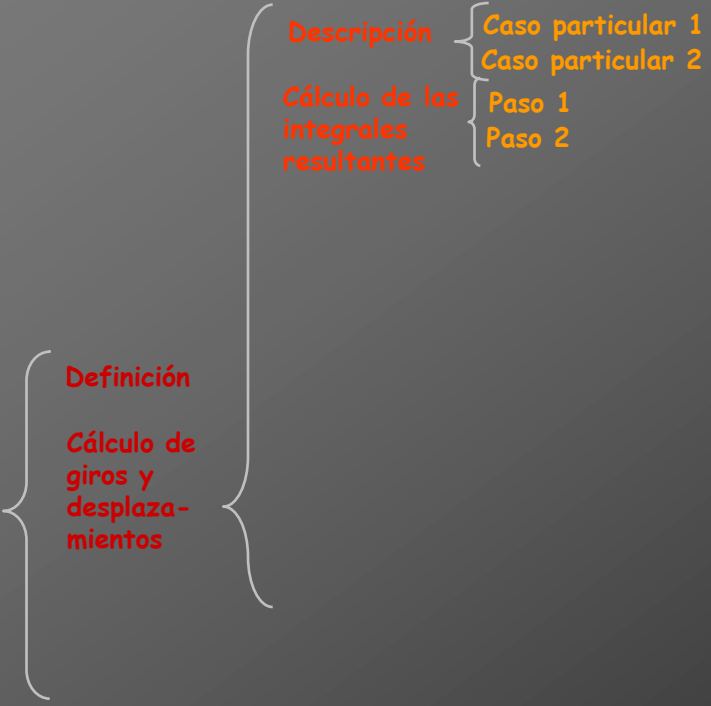 Descripción
Caso particular 1
Caso particular 2
Cálculo de las
integrales
resultantes
Paso 1
Paso 2
Definición
Cálculo de
giros y
desplaza-
mientos